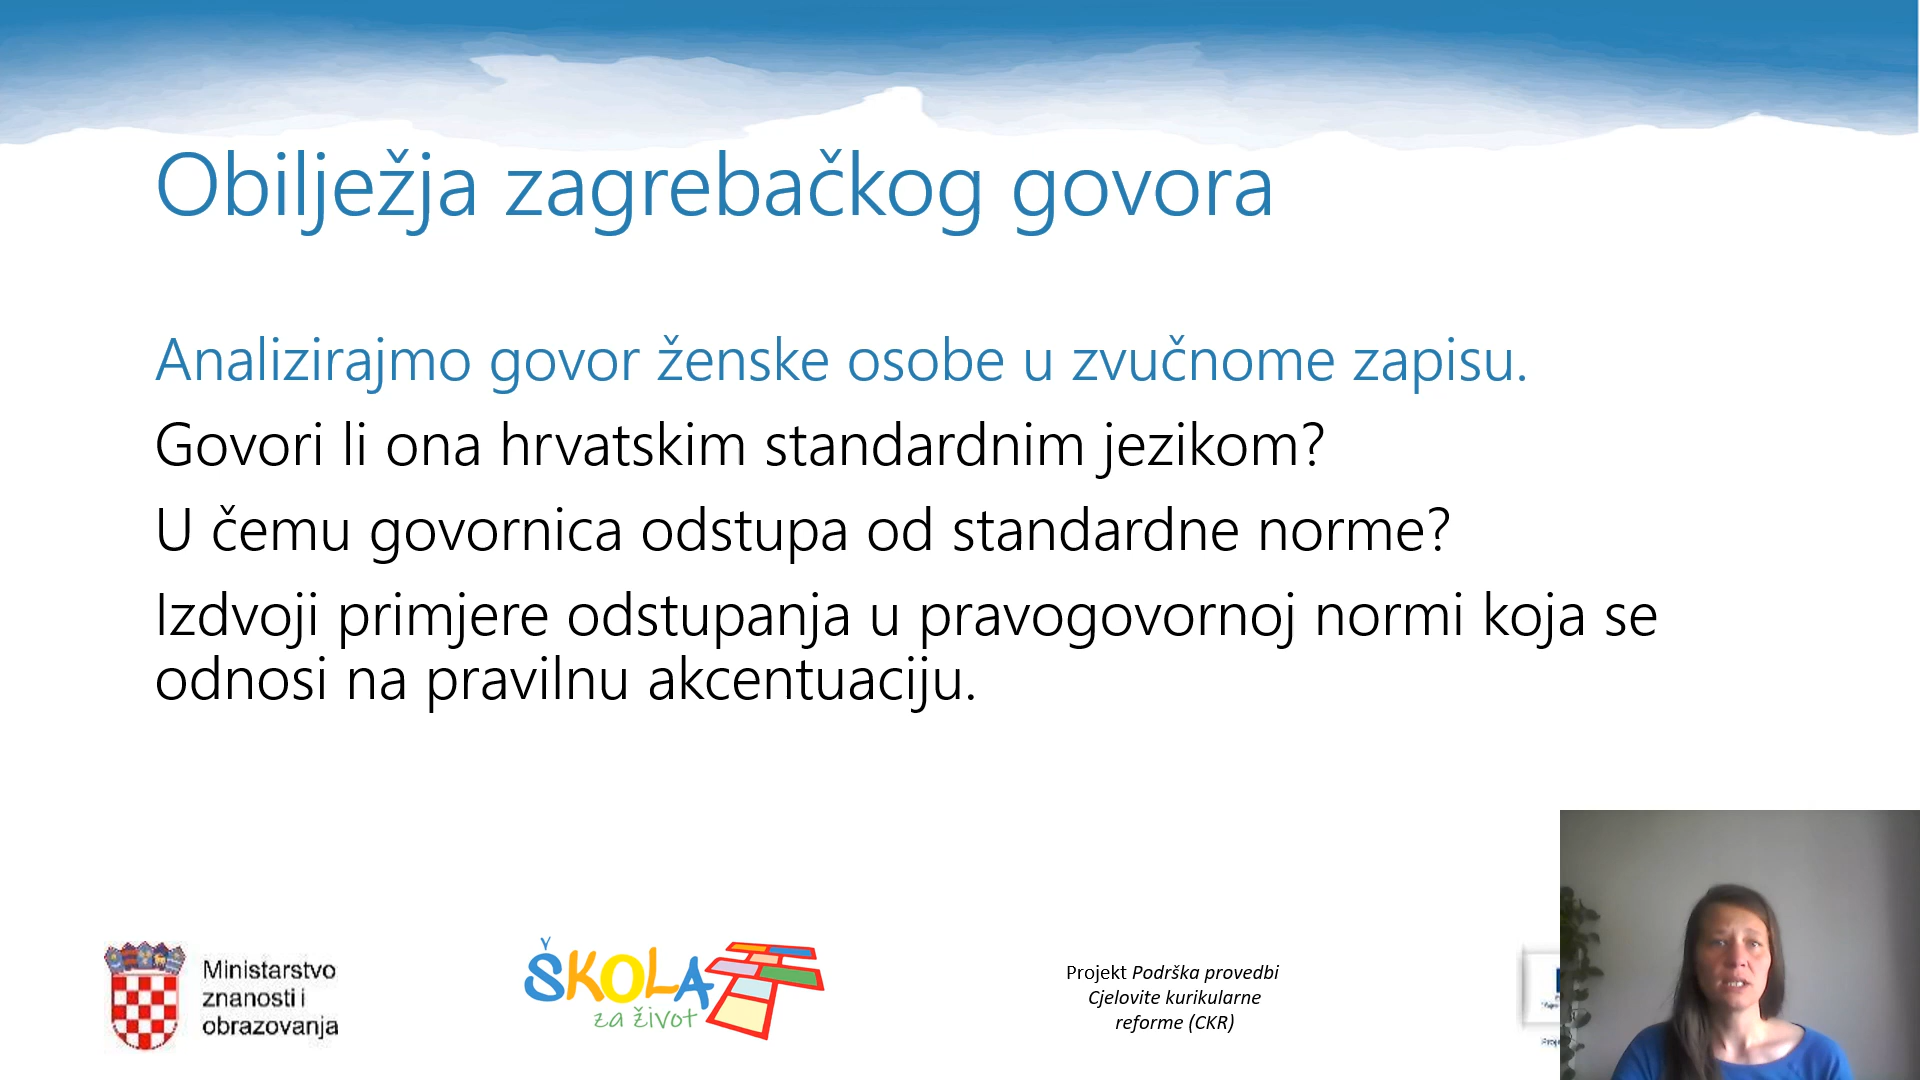 Obilježja zagrebačkog govora
Analizirajmo govor ženske osobe u zvučnome zapisu.
Govori li ona hrvatskim standardnim jezikom?
U čemu govornica odstupa od standardne norme?
Izdvoji primjere odstupanja u pravogovornoj normi koja se
odnosi na pravilnu akcentuaciju.
Ministarstvo
znanosti i
obrazovanja
ŠKOLA
za život
Projekt Podrška provedbi
Cjelovite kurikularne
reforme (CKR)